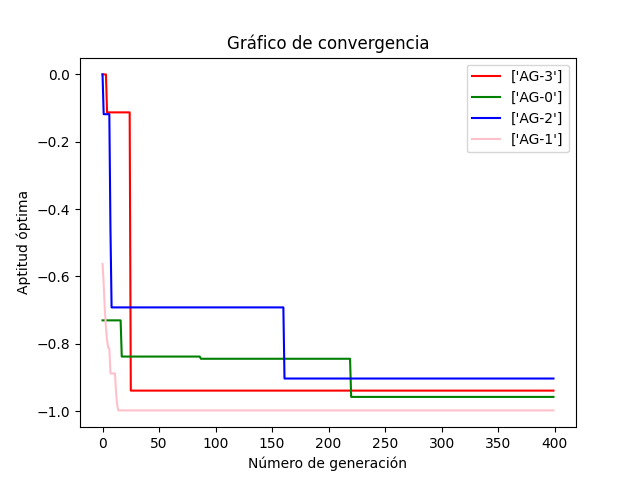 Gráfico de convergencia
['AG-3']
['AG-0']
['AG-2']
['AG-1']
Aptitud óptima
0.0
−0.2
−0.4
−0.6
−0.8
−1.0
0 50 100 150 200 250 300 350 400
Número de generación